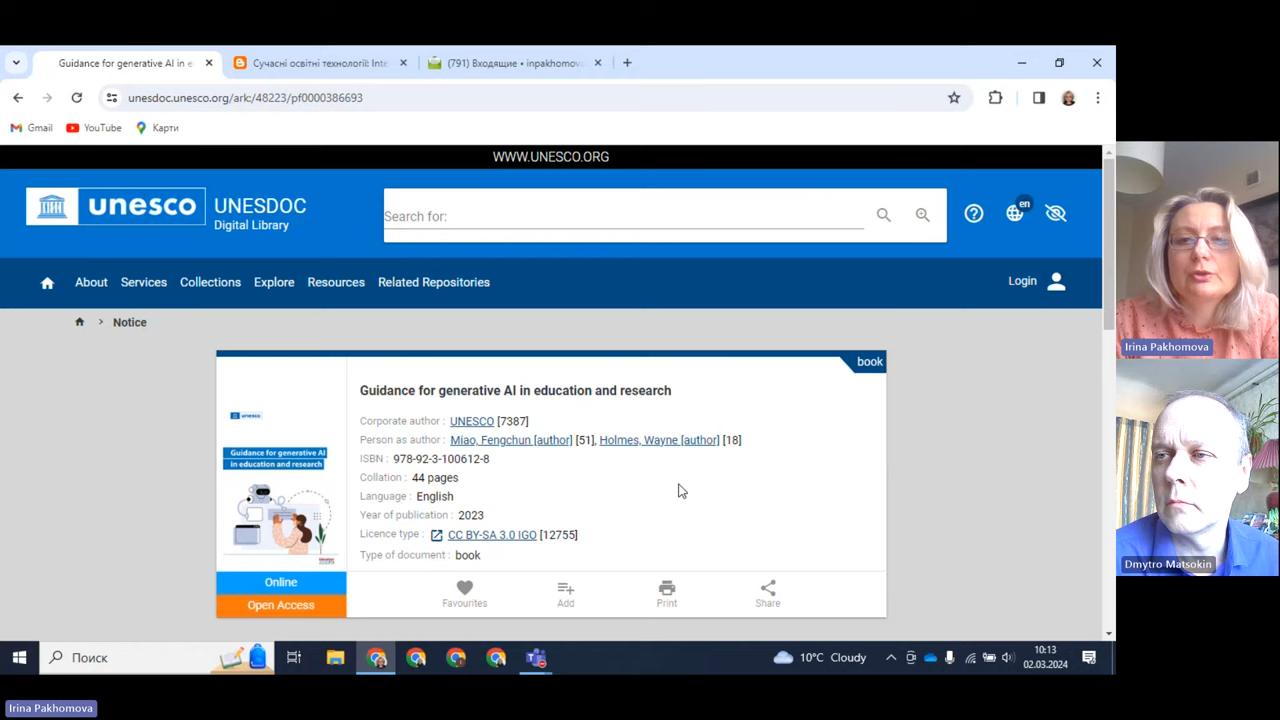 Guidance for generative AI in e
Сучасні освітні технології: Inte
(791) Входящие • inpakhomova
unesdoc.unesco.org/ark:/48223/pf0000386693
Gmail
YouTube
Карти
WWW.UNESCO.ORG
unesco
UNESDOC
Digital Library
Search for:
en
About
Services
Collections
Explore
Resources
Related Repositories
Login
Notice
book
Guidance for generative AI in education and research
Corporate author : UNESCO [7387]
Person as author : Miao, Fengchun [author] [51], Holmes, Wayne [author] [18]
ISBN : 978-92-3-100612-8
Collation : 44 pages
Language : English
Year of publication : 2023
Licence type : CC BY-SA 3.0 IGO [12755]
Type of document : book
unesco
Guidance for generative AI
in education and research
Online
Open Access
Favourites
Add
Print
Share
Irina Pakhomova
Dmytro Matsokin
Поиск
10°C Cloudy
10:13
02.03.2024
Irina Pakhomova